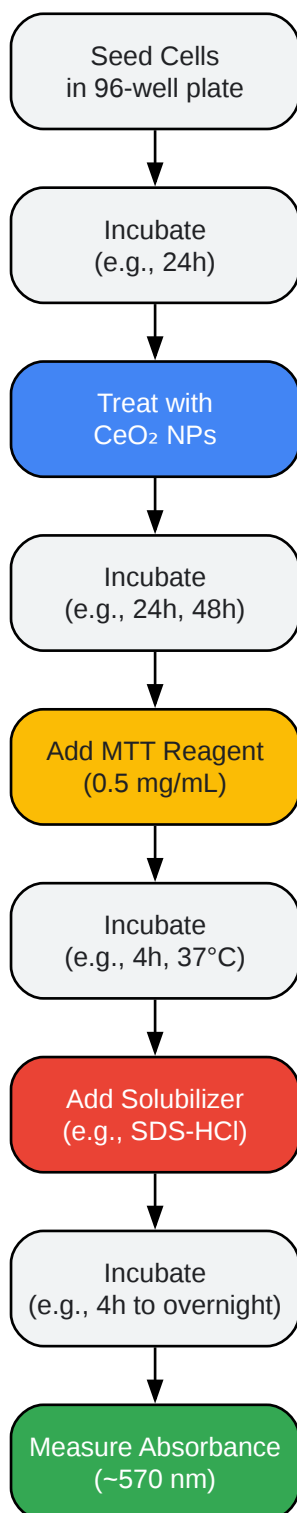 Seed Cells
in 96-well plate
Incubate
(e.g., 24h)
Treat with
CeO₂ NPs
Incubate
(e.g., 24h, 48h)
Add MTT Reagent
(0.5 mg/mL)
Incubate
(e.g., 4h, 37°C)
Add Solubilizer
(e.g., SDS-HCl)
Incubate
(e.g., 4h to overnight)
Measure Absorbance
(~570 nm)